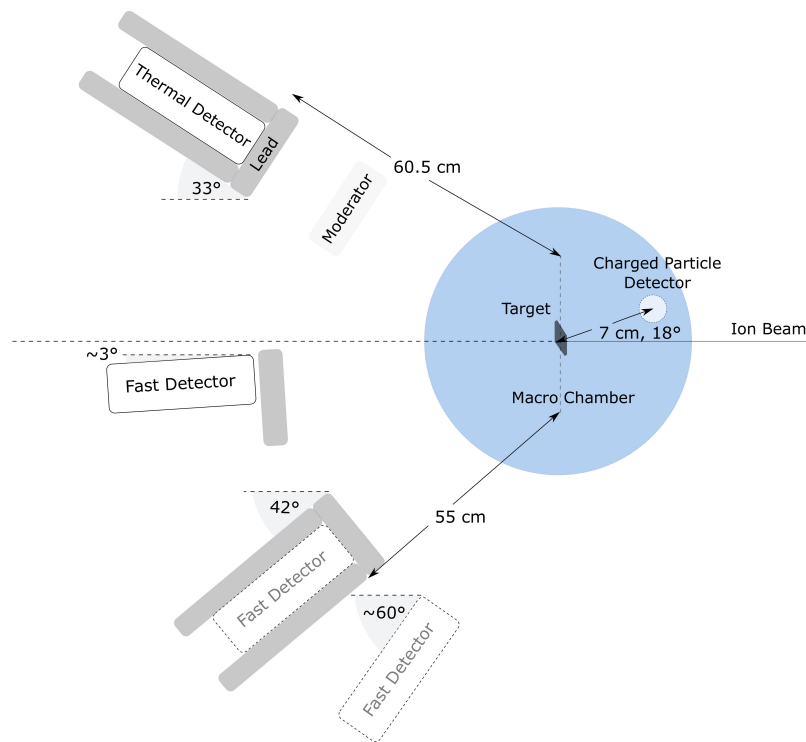 Thermal Detector
Lead
33°
Moderator
60.5 cm
Charged Particle
Detector
Target
7 cm, 18°
Ion Beam
~3°
Fast Detector
Macro Chamber
42°
55 cm
Fast Detector
~60°
Fast Detector